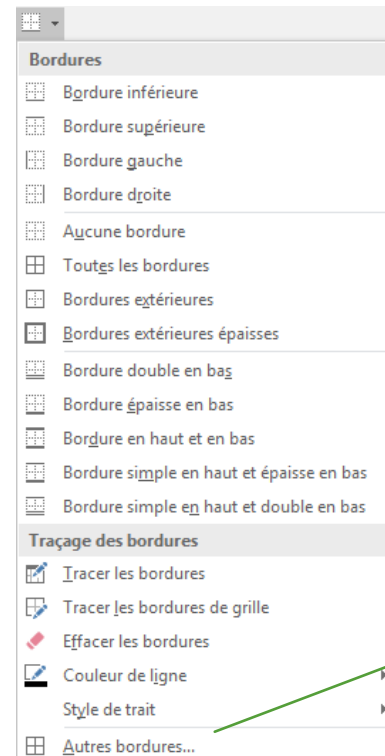 Bordures
Bordure inférieure
Bordure supérieure
Bordure gauche
Bordure droite
Aucune bordure
Toutes les bordures
Bordures extérieures
Bordures extérieures épaisses
Bordure double en bas
Bordure épaisse en bas
Bordure en haut et en bas
Bordure simple en haut et épaisse en bas
Bordure simple en haut et double en bas
Traçage des bordures
Tracer les bordures
Tracer les bordures de grille
Effacer les bordures
Couleur de ligne
Style de trait
Autres bordures...